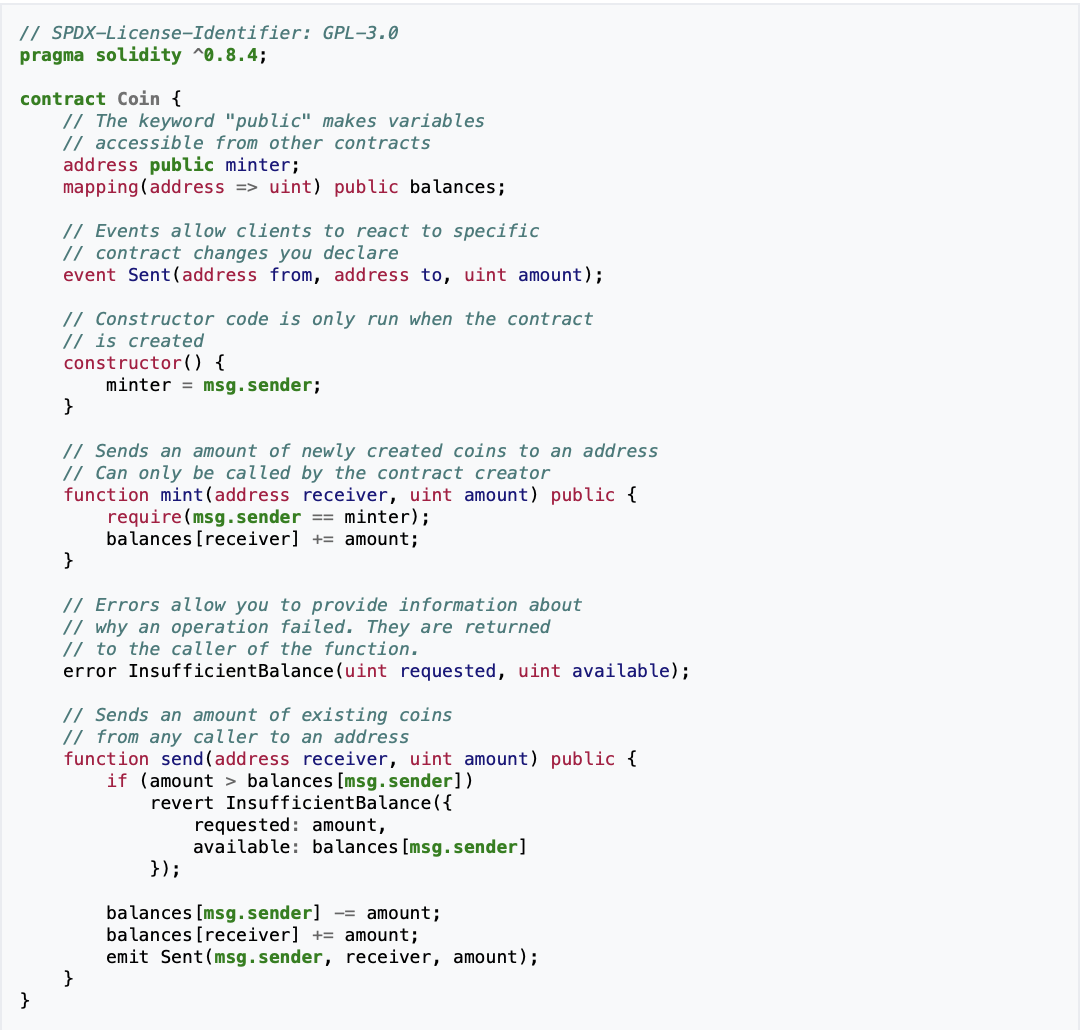 // SPDX-License-Identifier: GPL-3.0
pragma solidity ^0.8.4;

contract Coin {
    // The keyword "public" makes variables
    // accessible from other contracts
    address public minter;
    mapping(address => uint) public balances;

    // Events allow clients to react to specific
    // contract changes you declare
    event Sent(address from, address to, uint amount);

    // Constructor code is only run when the contract
    // is created
    constructor() {
        minter = msg.sender;
    }

    // Sends an amount of newly created coins to an address
    // Can only be called by the contract creator
    function mint(address receiver, uint amount) public {
        require(msg.sender == minter);
        balances[receiver] += amount;
    }

    // Errors allow you to provide information about
    // why an operation failed. They are returned
    // to the caller of the function.
    error InsufficientBalance(uint requested, uint available);

    // Sends an amount of existing coins
    // from any caller to an address
    function send(address receiver, uint amount) public {
        if (amount > balances[msg.sender])
            revert InsufficientBalance({
                requested: amount,
                available: balances[msg.sender]
            });

        balances[msg.sender] -= amount;
        balances[receiver] += amount;
        emit Sent(msg.sender, receiver, amount);
    }
}